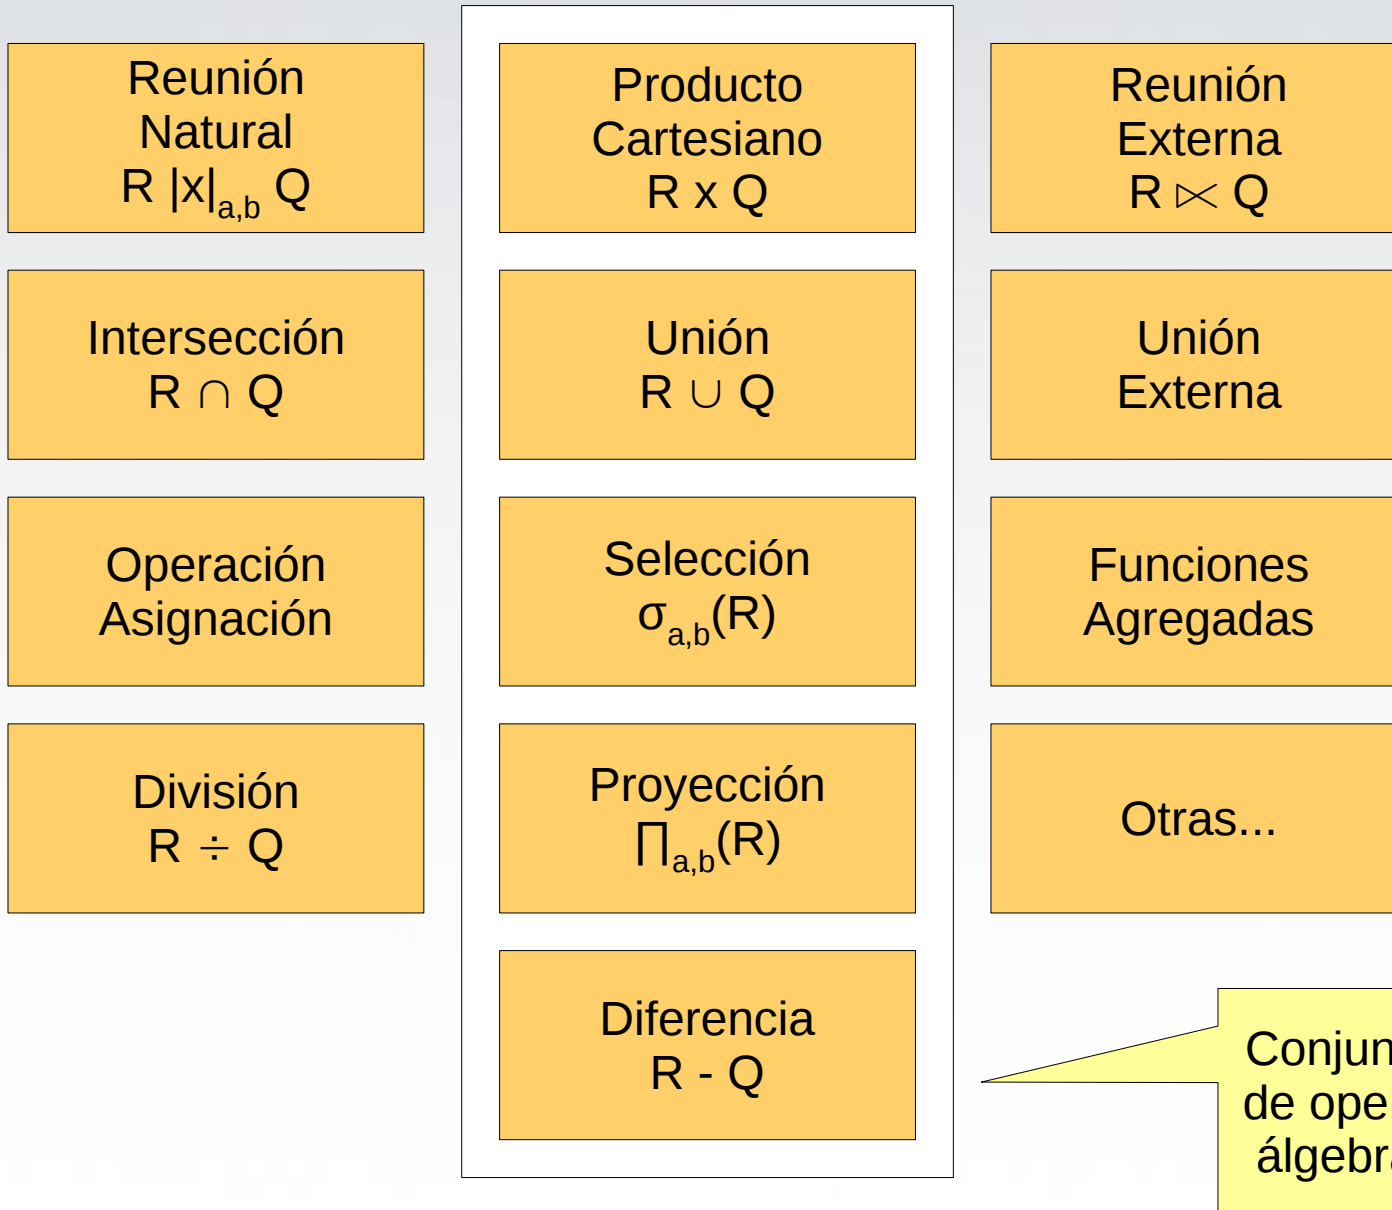 Reunión
Natural
R |x|a,b Q
Producto
Cartesiano
R x Q
Reunión
Externa
R ⋉ Q
Intersección
R ∩ Q
Unión
R ∪ Q
Unión
Externa
Operación
Asignación
Selección
σa,b(R)
Funciones
Agregadas
División
R ÷ Q
Proyección
∏a,b(R)
Otras...
Diferencia
R - Q
de